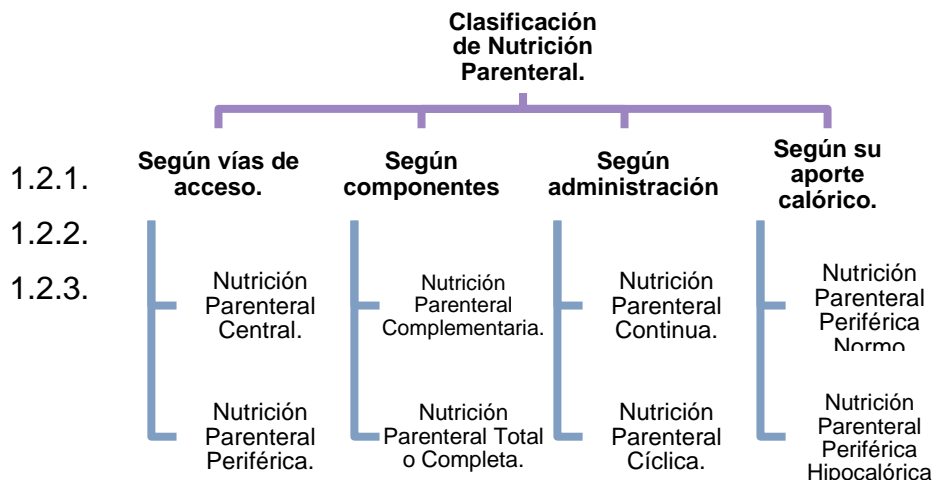 Clasificación
de Nutrición
Parenteral.
1.2.1.
1.2.2.
1.2.3.
Según vías de
acceso.
Nutrición
Parenteral
Central.
Nutrición
Parenteral
Periférica.
Según
componentes
Nutrición
Parenteral
Complementaria.
Nutrición
Parenteral Total
o Completa.
Según
administración
Nutrición
Parenteral
Continua.
Nutrición
Parenteral
Cíclica.
Según su
aporte
calórico.
Nutrición
Parenteral
Periférica
Normo
Nutrición
Parenteral
Periférica
Hipocalórica